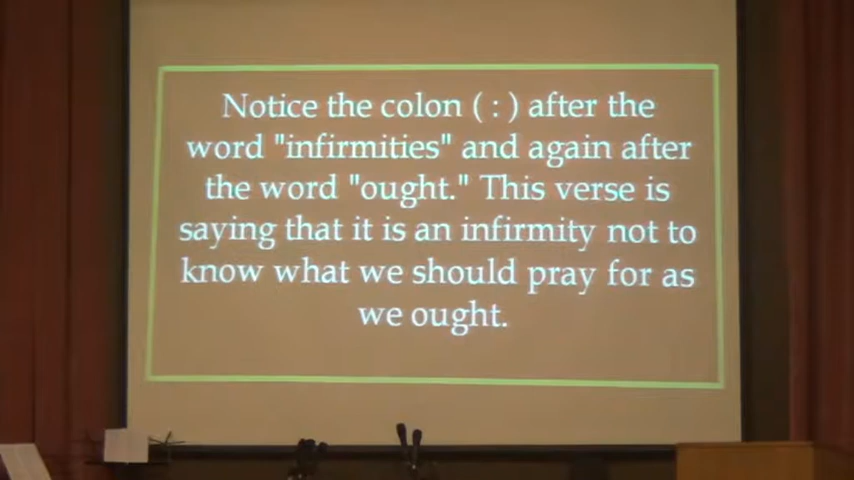 Notice the colon ( : ) after the
word "infirmities" and again after
the word "ought." This verse is
saying that it is an infirmity not to
know what we should pray for as
we ought.